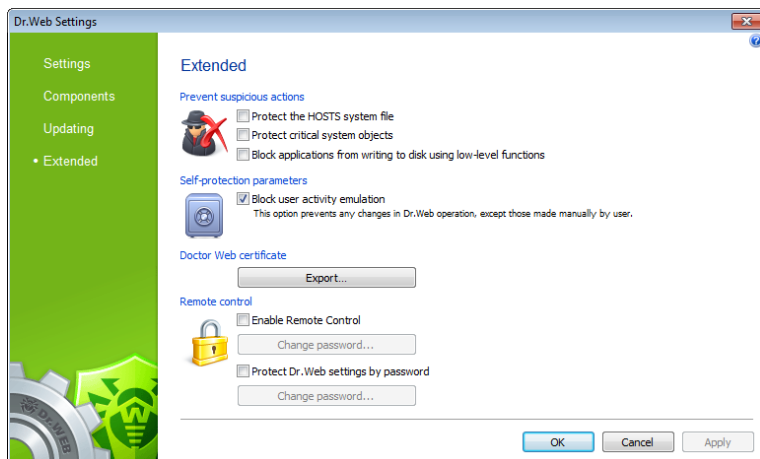 Dr.Web Settings
Settings
Components
Updating
• Extended
Extended
Prevent suspicious actions
Protect the HOSTS system file
Protect critical system objects
Block applications from writing to disk using low-level functions
Self-protection parameters
Block user activity emulation
This option prevents any changes in Dr.Web operation, except those made manually by user.
Doctor Web certificate
Export...
Remote control
Enable Remote Control
Change password...
Protect Dr.Web settings by password
Change password...
Dr.WEB
OK Cancel Apply